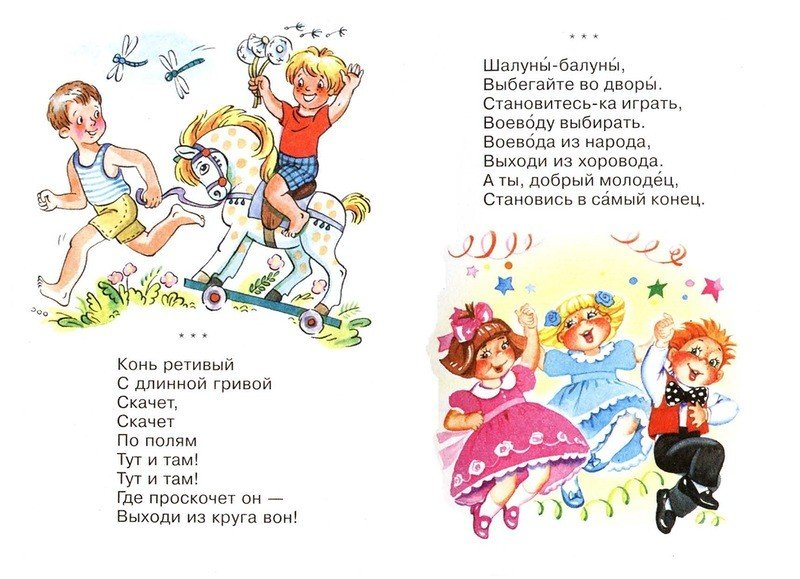 * * *
Конь ретивый
С длинной гривой
Скачет,
Скачет
По полям
Тут и там!
Тут и там!
Где проскочет он —
Выходи из круга вон!
* * *
Шалуны́-балуны́,
Выбегайте во дворы́.
Становитесь-ка играть,
Воево́ду выбирать.
Воево́да из народа,
Выходи из хоровода.
А ты, добрый молоде́ц,
Становись в са́мый конец.